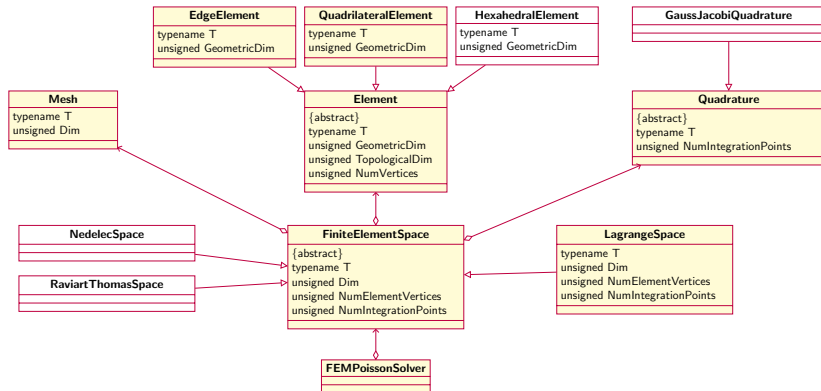 EdgeElement
typename T
unsigned GeometricDim
QuadrilateralElement
typename T
unsigned GeometricDim
HexahedralElement
typename T
unsigned GeometricDim
GaussJacobiQuadrature
Mesh
typename T
unsigned Dim
Element
{abstract}
typename T
unsigned GeometricDim
unsigned TopologicalDim
unsigned NumVertices
Quadrature
{abstract}
typename T
unsigned NumIntegrationPoints
NedelecSpace
RaviartThomasSpace
FiniteElementSpace
{abstract}
typename T
unsigned Dim
unsigned NumElementVertices
unsigned NumIntegrationPoints
LagrangeSpace
typename T
unsigned Dim
unsigned NumElementVertices
unsigned NumIntegrationPoints
FEMPoissonSolver